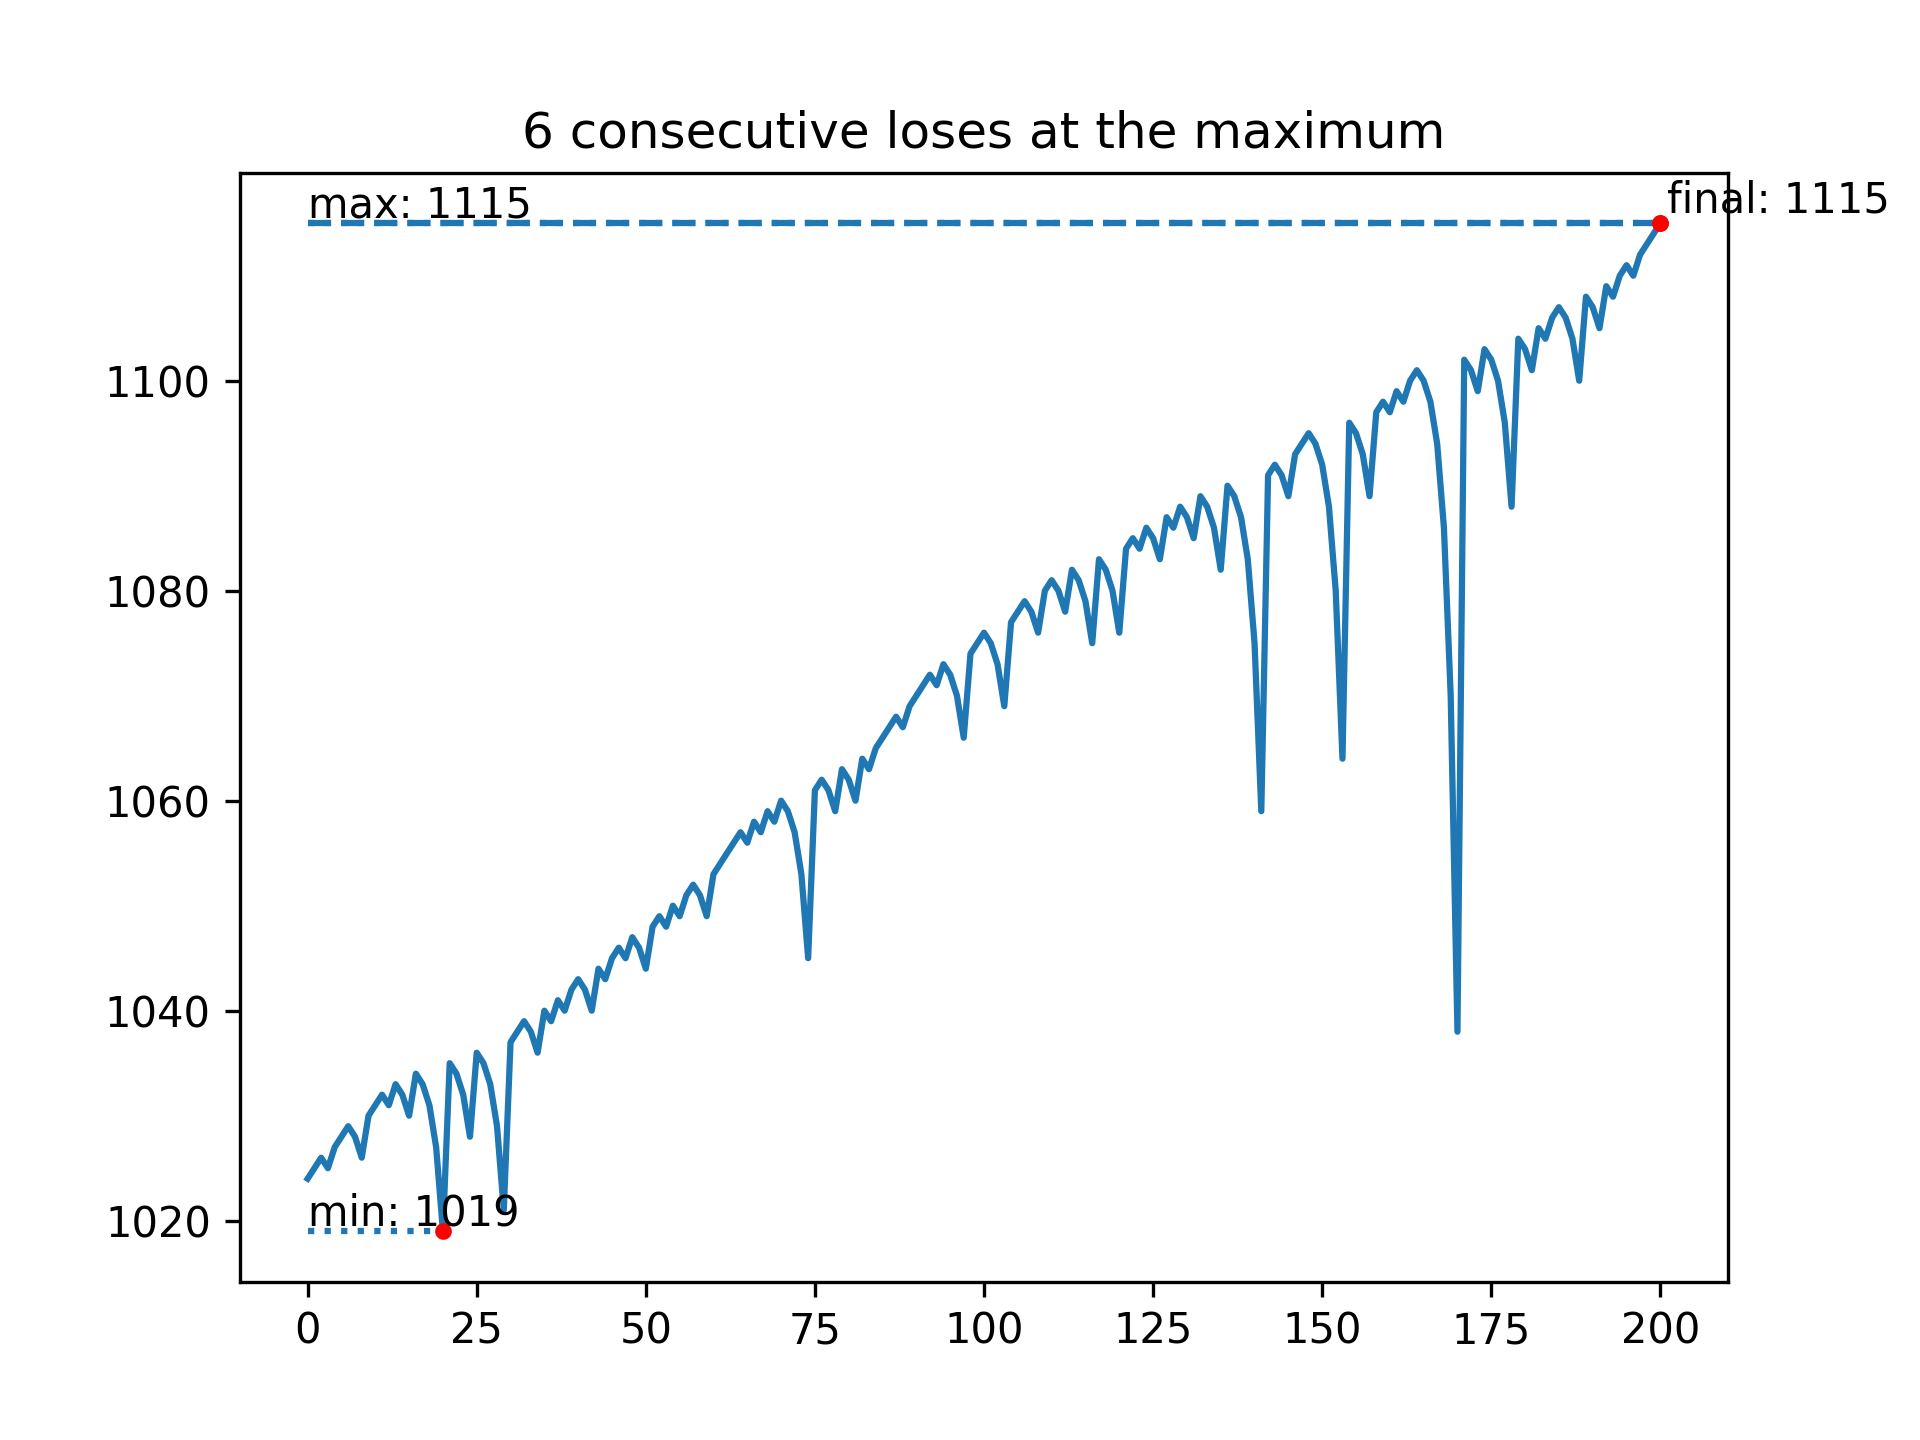 6 consecutive loses at the maximum
max: 1115
final: 1115
1100
1080
1060
1040
1020
min: 1019
0 25 50 75 100 125 150 175 200